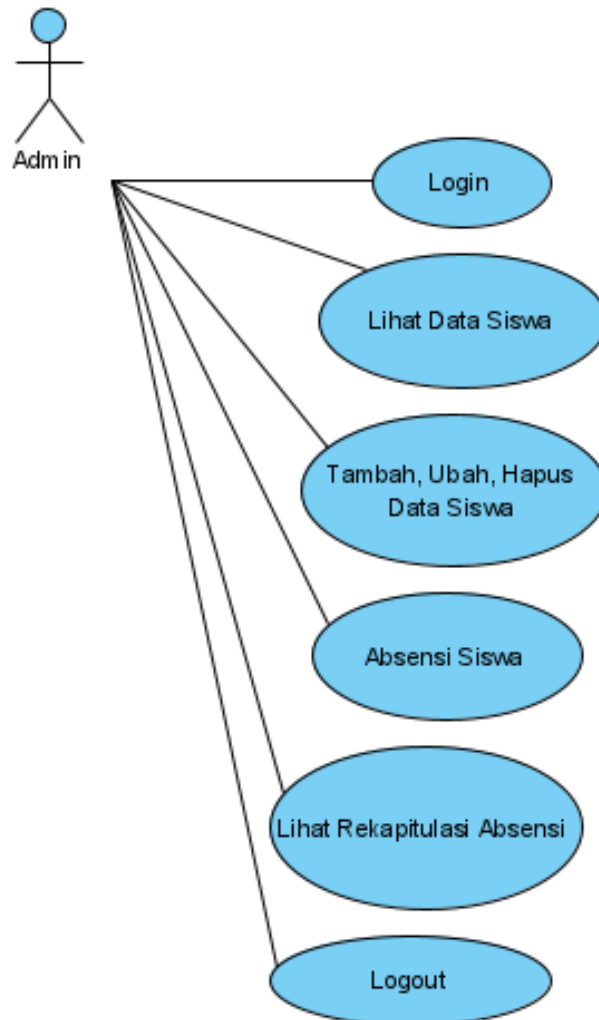 Admin
Login
Lihat Data Siswa
Tambah, Ubah, Hapus
Data Siswa
Absensi Siswa
Lihat Rekapitulasi Absensi
Logout